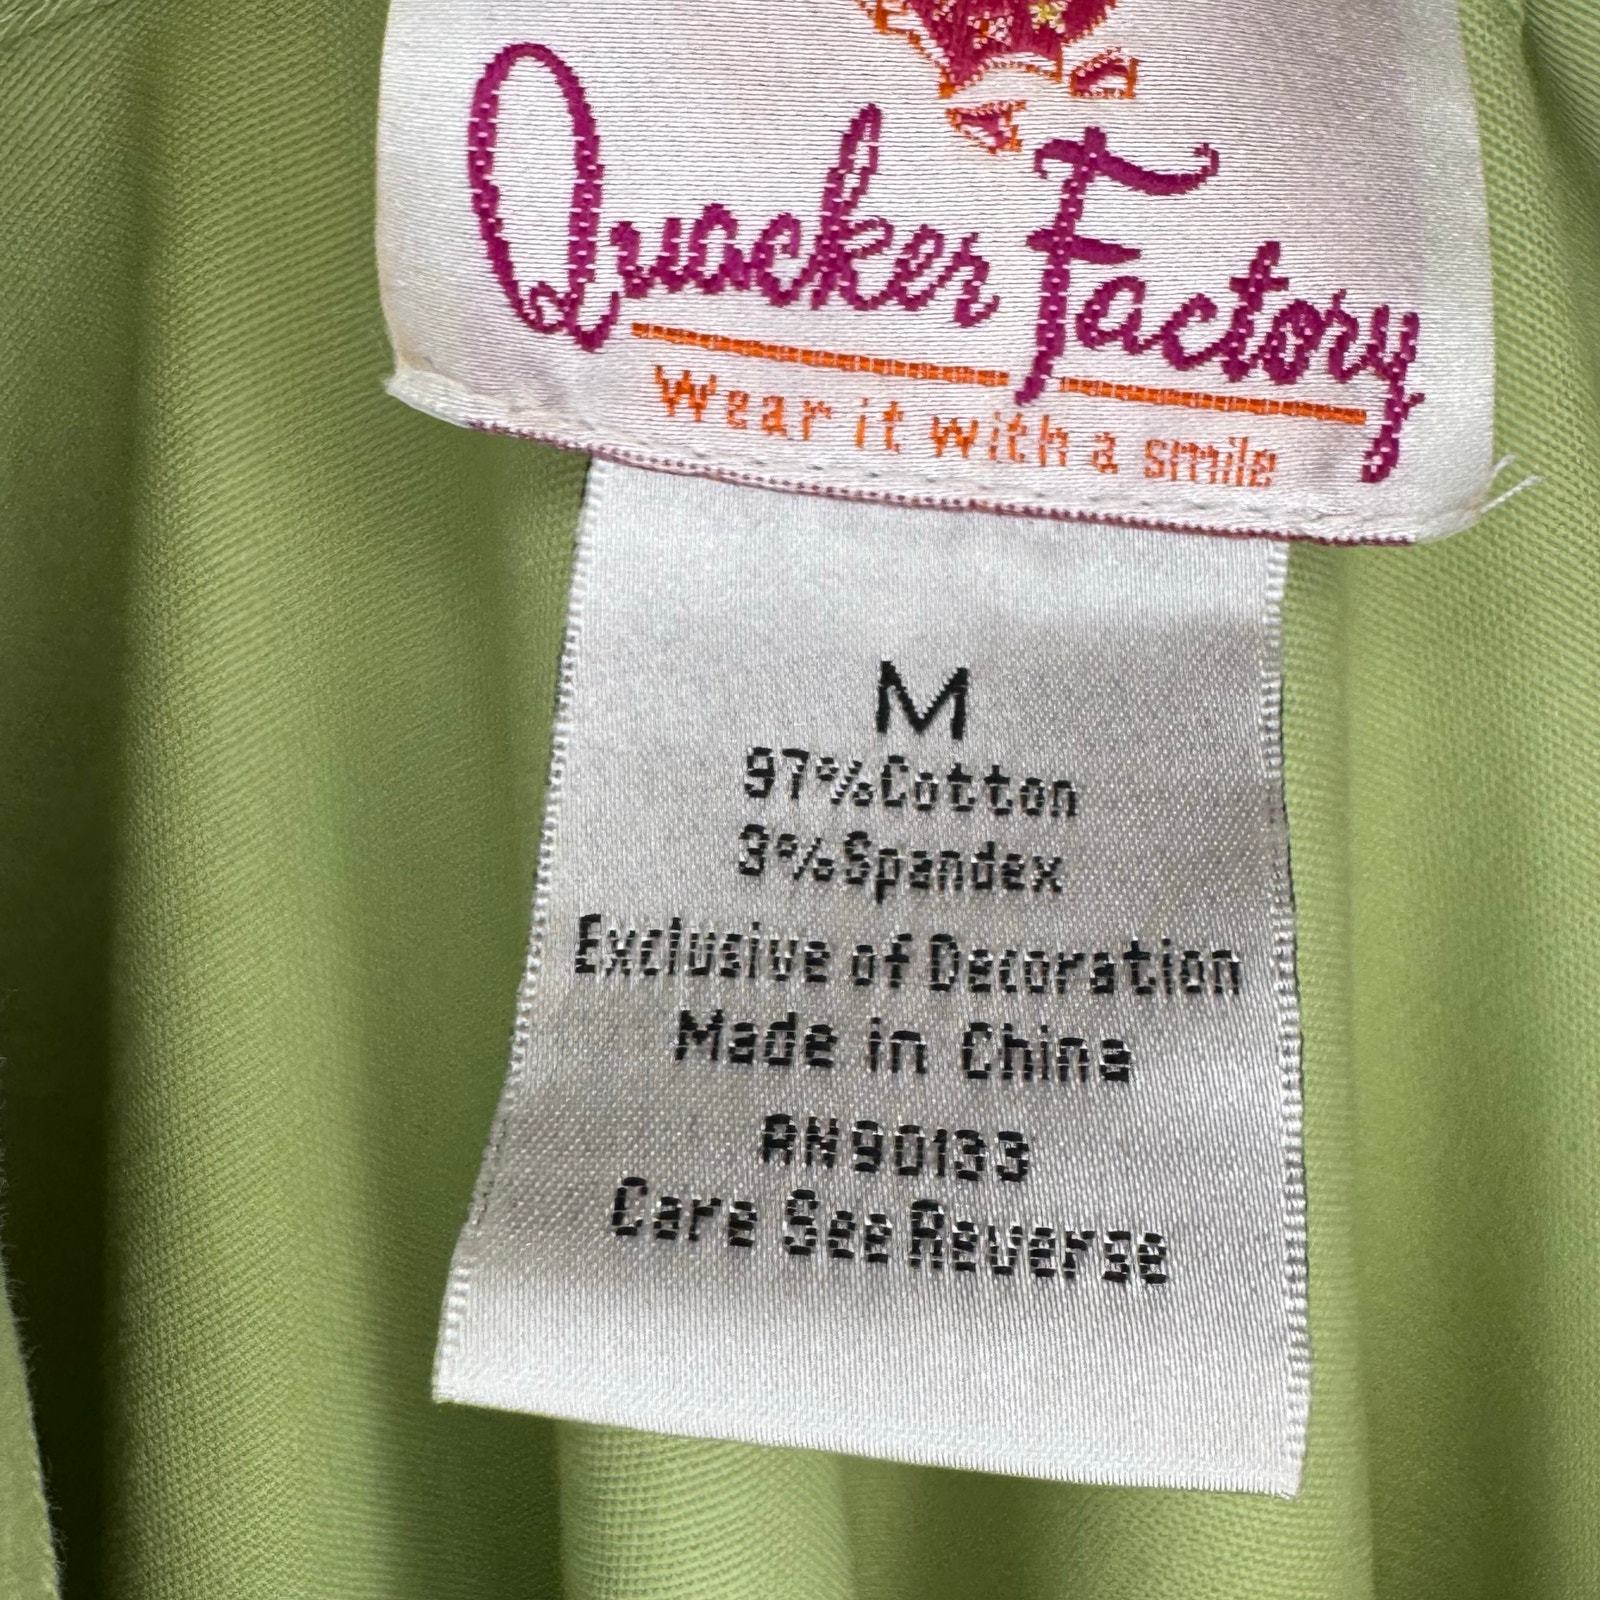 Quacker Factory
Wear it with a smile
M
97%Cotton
3%Spandex
Exclusive of Decoration
Made in China
RN90133
Care See Reverse